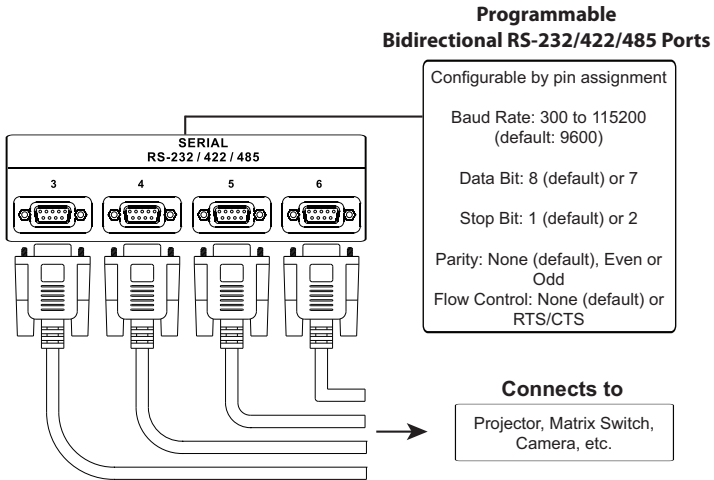 Programmable
Bidirectional RS-232/422/485 Ports
Configurable by pin assignment
Baud Rate: 300 to 115200
(default: 9600)
Data Bit: 8 (default) or 7
Stop Bit: 1 (default) or 2
Parity: None (default), Even or
Odd
Flow Control: None (default) or
RTS/CTS
SERIAL
RS-232 / 422 / 485
3 4 5 6
Connects to
Projector, Matrix Switch,
Camera, etc.